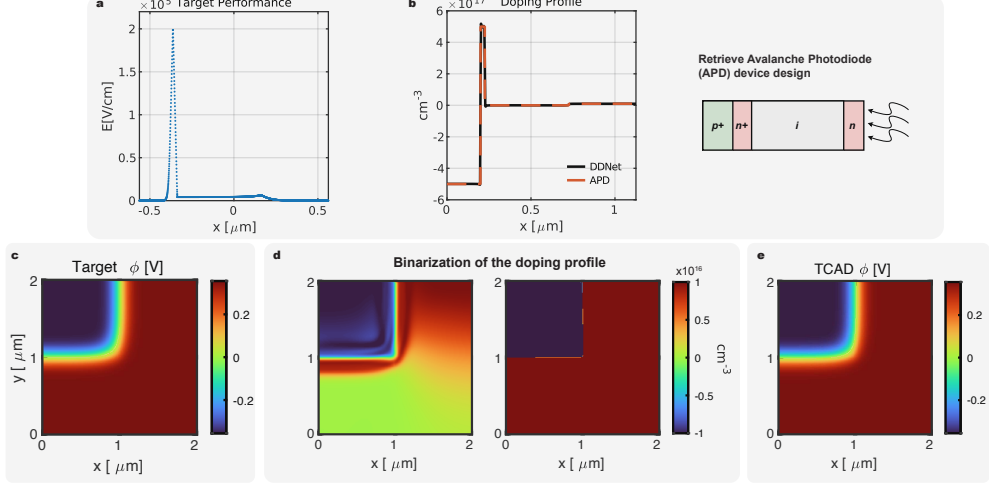 a
Target Performance
×10⁵
2
1.5
1
0.5
0
E[V/cm]
-0.5
0
0.5
x [ μm]
b
Doping Profile
×10¹⁷
6
4
2
0
-2
-4
-6
cm⁻³
0
0.5
1
x [ μm]
DDNet
APD
Retrieve Avalanche Photodiode
(APD) device design
p+ n+ i n
c
Target ϕ [V]
2
1
0
y [ μm]
0 1 2
x [ μm]
0.2
0
-0.2
d
Binarization of the doping profile
2
1
0
0 1 2
x [ μm]
2
1
0
0 1 2
x [ μm]
x10¹⁶
1
0.5
0
-0.5
-1
cm⁻³
e
TCAD ϕ [V]
2
1
0
0 1 2
x [ μm]
0.2
0
-0.2